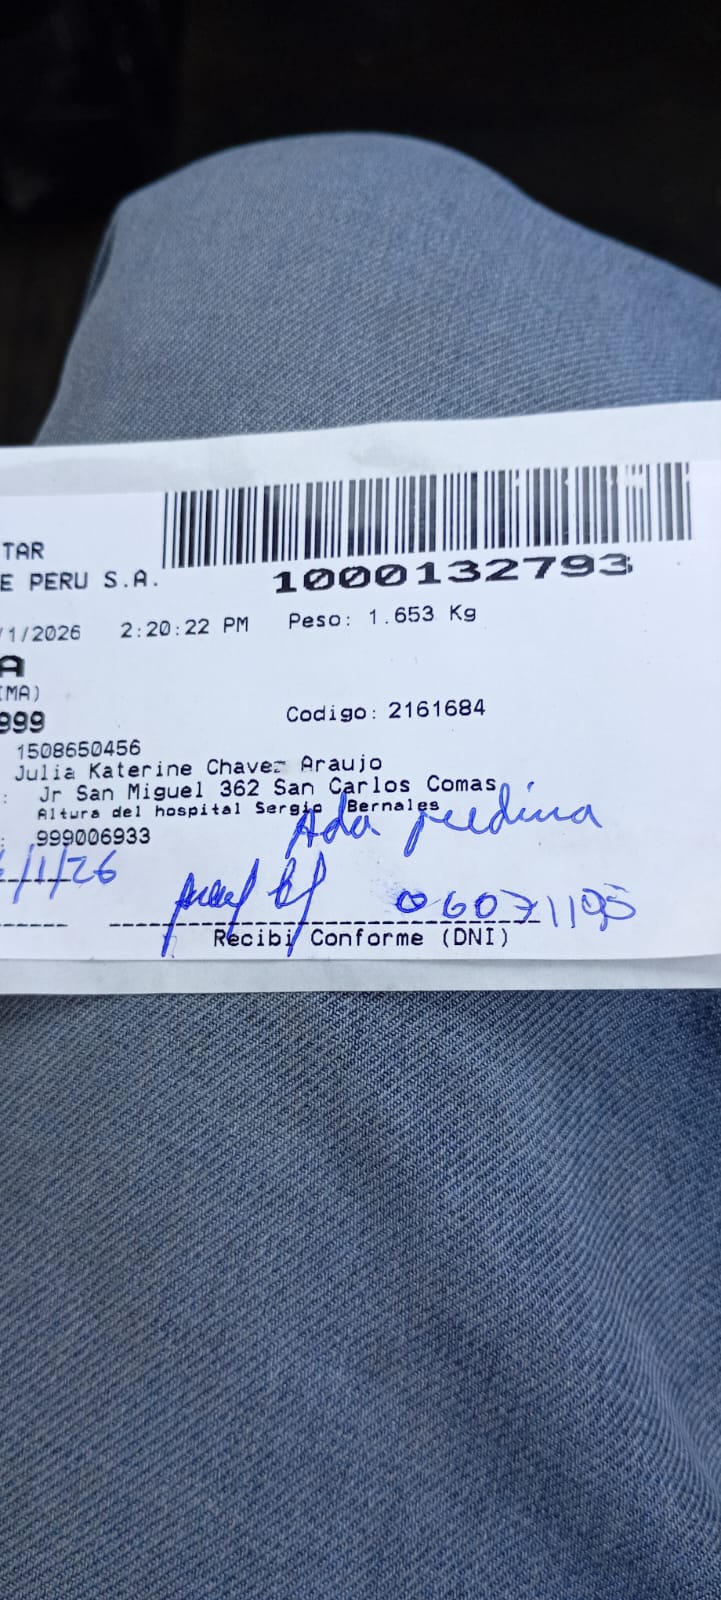 TAR
E PERU S.A.
1000132793
/1/2026 2:20:22 PM Peso: 1.653 Kg
A
(MA)
999 Codigo: 2161684
1508650456
Julia Katerine Chavez Araujo
: Jr San Miguel 362 San Carlos Comas
Altura del hospital Sergio Bernales
: 999006933
Ada Medina
/1/26
06071195
Recibi Conforme (DNI)